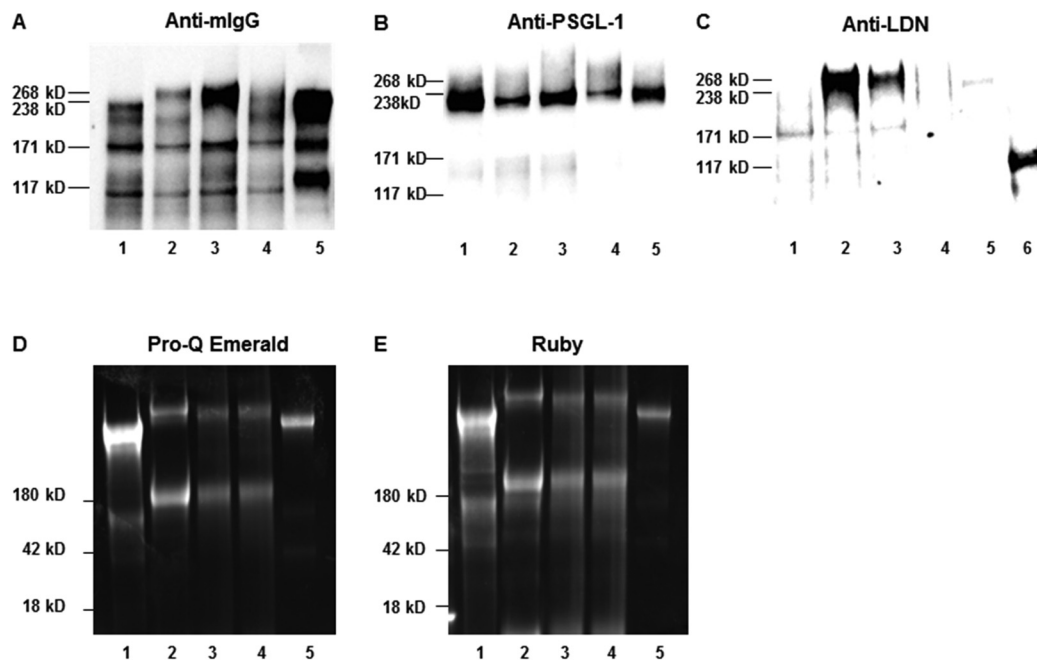 A Anti-mIgG
268 kD
238 kD
171 kD
117 kD
1 2 3 4 5
B Anti-PSGL-1
268 kD
238kD
171 kD
117 kD
1 2 3 4 5
C Anti-LDN
268 kD
238 kD
171 kD
117 kD
1 2 3 4 5 6
D Pro-Q Emerald
180 kD
42 kD
18 kD
1 2 3 4 5
E Ruby
180 kD
42 kD
18 kD
1 2 3 4 5